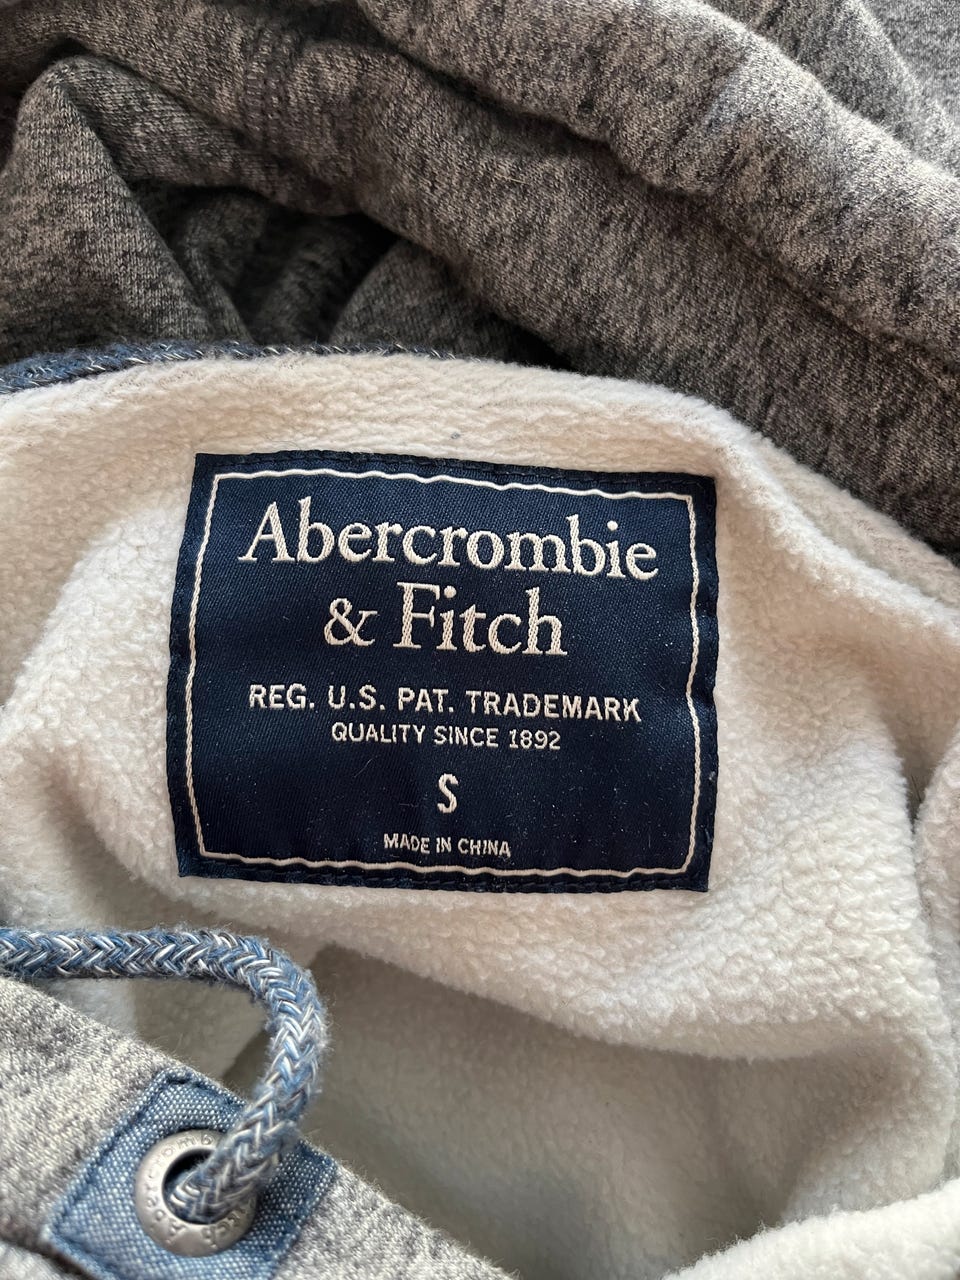 Abercrombie
& Fitch
REG. U.S. PAT. TRADEMARK
QUALITY SINCE 1892
S
MADE IN CHINA